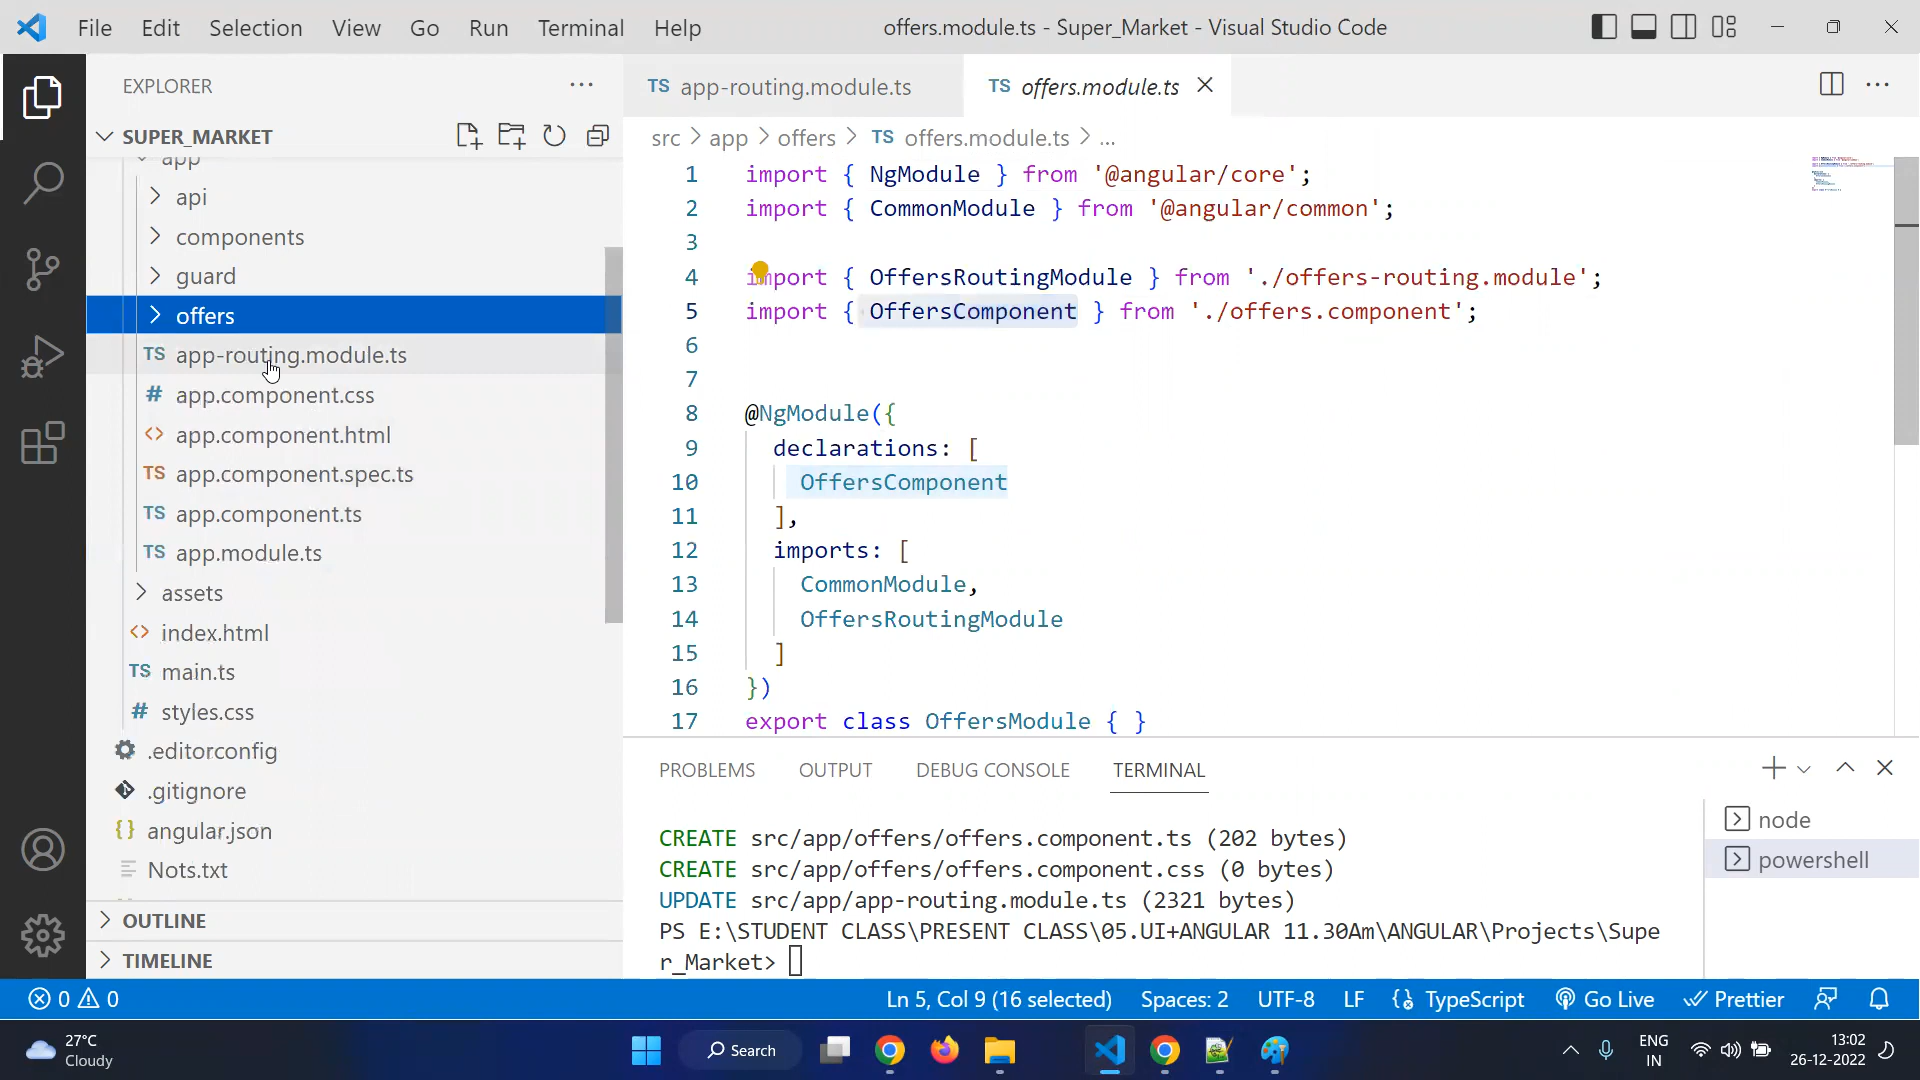 File Edit Selection View Go Run Terminal Help offers.module.ts - Super_Market - Visual Studio Code
EXPLORER
SUPER_MARKET
app
api
components
guard
offers
TS app-routing.module.ts
# app.component.css
<> app.component.html
TS app.component.spec.ts
TS app.component.ts
TS app.module.ts
assets
<> index.html
TS main.ts
# styles.css
.editorconfig
.gitignore
{} angular.json
Nots.txt
OUTLINE
TIMELINE
TS app-routing.module.ts
TS offers.module.ts
src > app > offers > TS offers.module.ts > ...
1 import { NgModule } from '@angular/core';
2 import { CommonModule } from '@angular/common';
3
4 import { OffersRoutingModule } from './offers-routing.module';
5 import { OffersComponent } from './offers.component';
6
7
8 @NgModule({
9 declarations: [
10 OffersComponent
11 ],
12 imports: [
13 CommonModule,
14 OffersRoutingModule
15 ]
16 })
17 export class OffersModule { }
PROBLEMS OUTPUT DEBUG CONSOLE TERMINAL
CREATE src/app/offers/offers.component.ts (202 bytes)
CREATE src/app/offers/offers.component.css (0 bytes)
UPDATE src/app/app-routing.module.ts (2321 bytes)
PS E:\STUDENT CLASS\PRESENT CLASS\05.UI+ANGULAR 11.30Am\ANGULAR\Projects\Supe
r_Market>
node
powershell
0 0 Ln 5, Col 9 (16 selected) Spaces: 2 UTF-8 LF {} TypeScript Go Live Prettier
27°C
Cloudy
Search
ENG
IN
13:02
26-12-2022